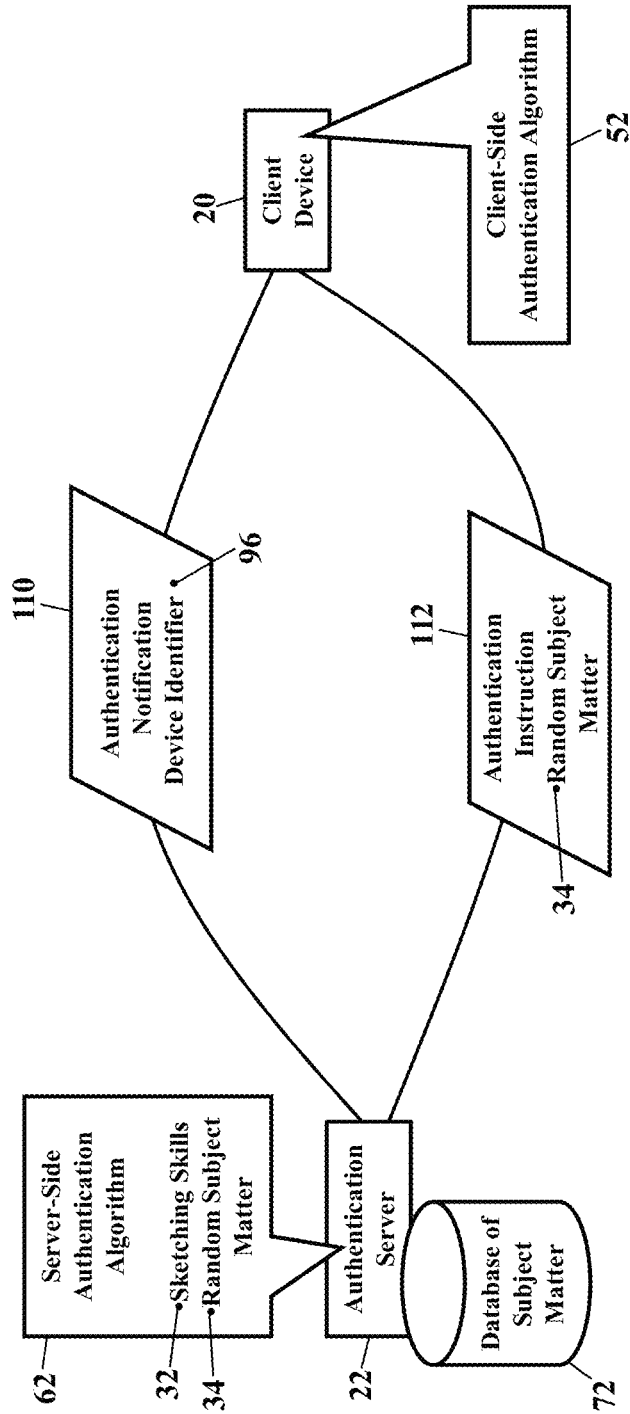 62
Server-Side
Authentication
Algorithm
32
Sketching Skills
34
Random Subject
Matter
22
Authentication
Server
72
Database of
Subject
Matter
110
Authentication
Notification
Device Identifier
96
112
Authentication
Instruction
Random Subject
Matter
34
20
Client
Device
Client-Side
Authentication Algorithm
52